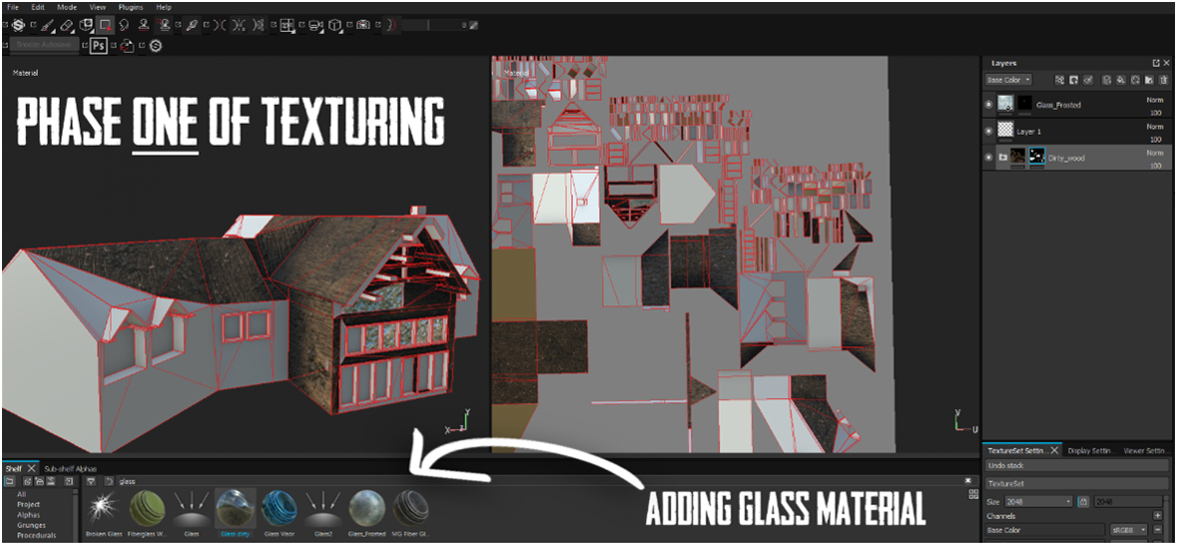 File Edit Mode View Plugins Help
Ps
Material
Material
PHASE ONE OF TEXTURING
Layers
Base Color
Glass_Frosted Norm 100
Layer 1 Norm 100
Dirty_wood Norm 100
X Y Z
V U
ADDING GLASS MATERIAL
Shelf Sub-shelf Alphas
glass
All
Project
Alphas
Grunges
Procedurals
Broken Glass Fiberglass W... Glass Glass dirty Glass Visor Glass2 Glass_Frosted MG Fiber Gl...
TextureSet Settin... Display Settin... Viewer Settin...
Undo stack
TextureSet
Size 2048 2048
Channels
Base Color sRGB8